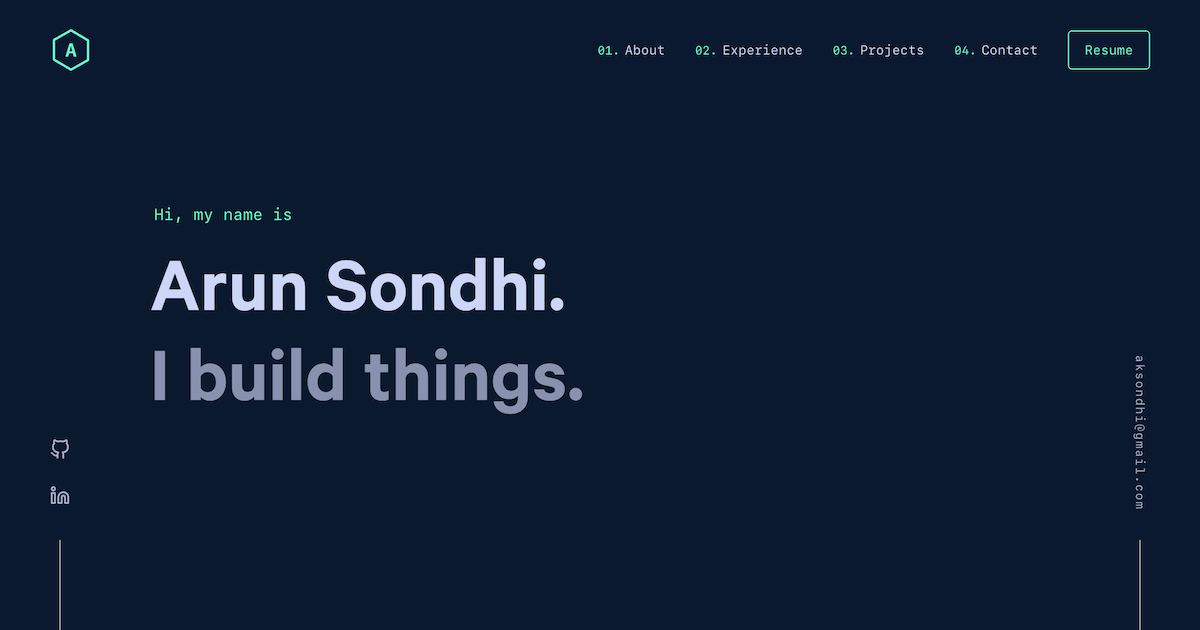 A
01. About 02. Experience 03. Projects 04. Contact Resume
Hi, my name is
Arun Sondhi.
I build things.
in
aksondhi@gmail.com